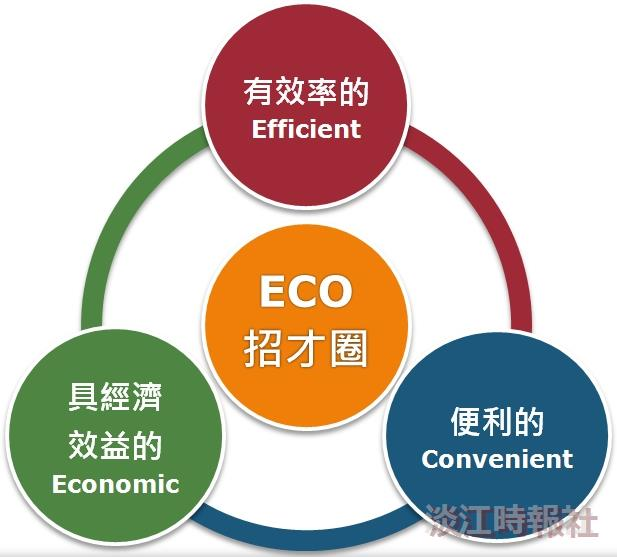 有效率的
Efficient
ECO
招才圈
具經濟
效益的
Economic
便利的
Convenient
淡江時報社